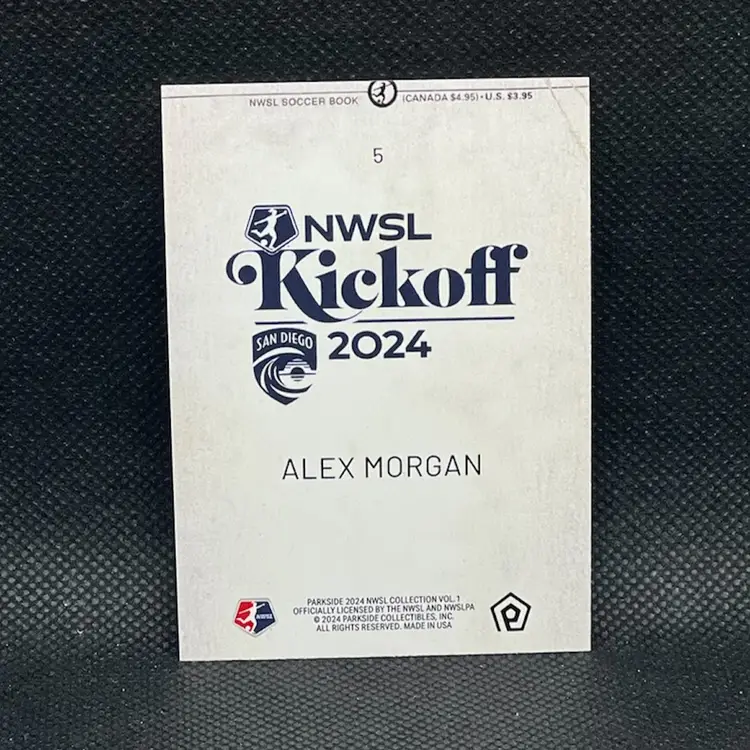 NWSL SOCCER BOOK (CANADA $4.95) • U.S. $3.95
5
NWSL
Kickoff
SAN DIEGO 2024
ALEX MORGAN
PARKSIDE 2024 NWSL COLLECTION VOL. 1
OFFICIALLY LICENSED BY THE NWSL AND NWSLPA
© 2024 PARKSIDE COLLECTIBLES, INC.
ALL RIGHTS RESERVED. MADE IN USA